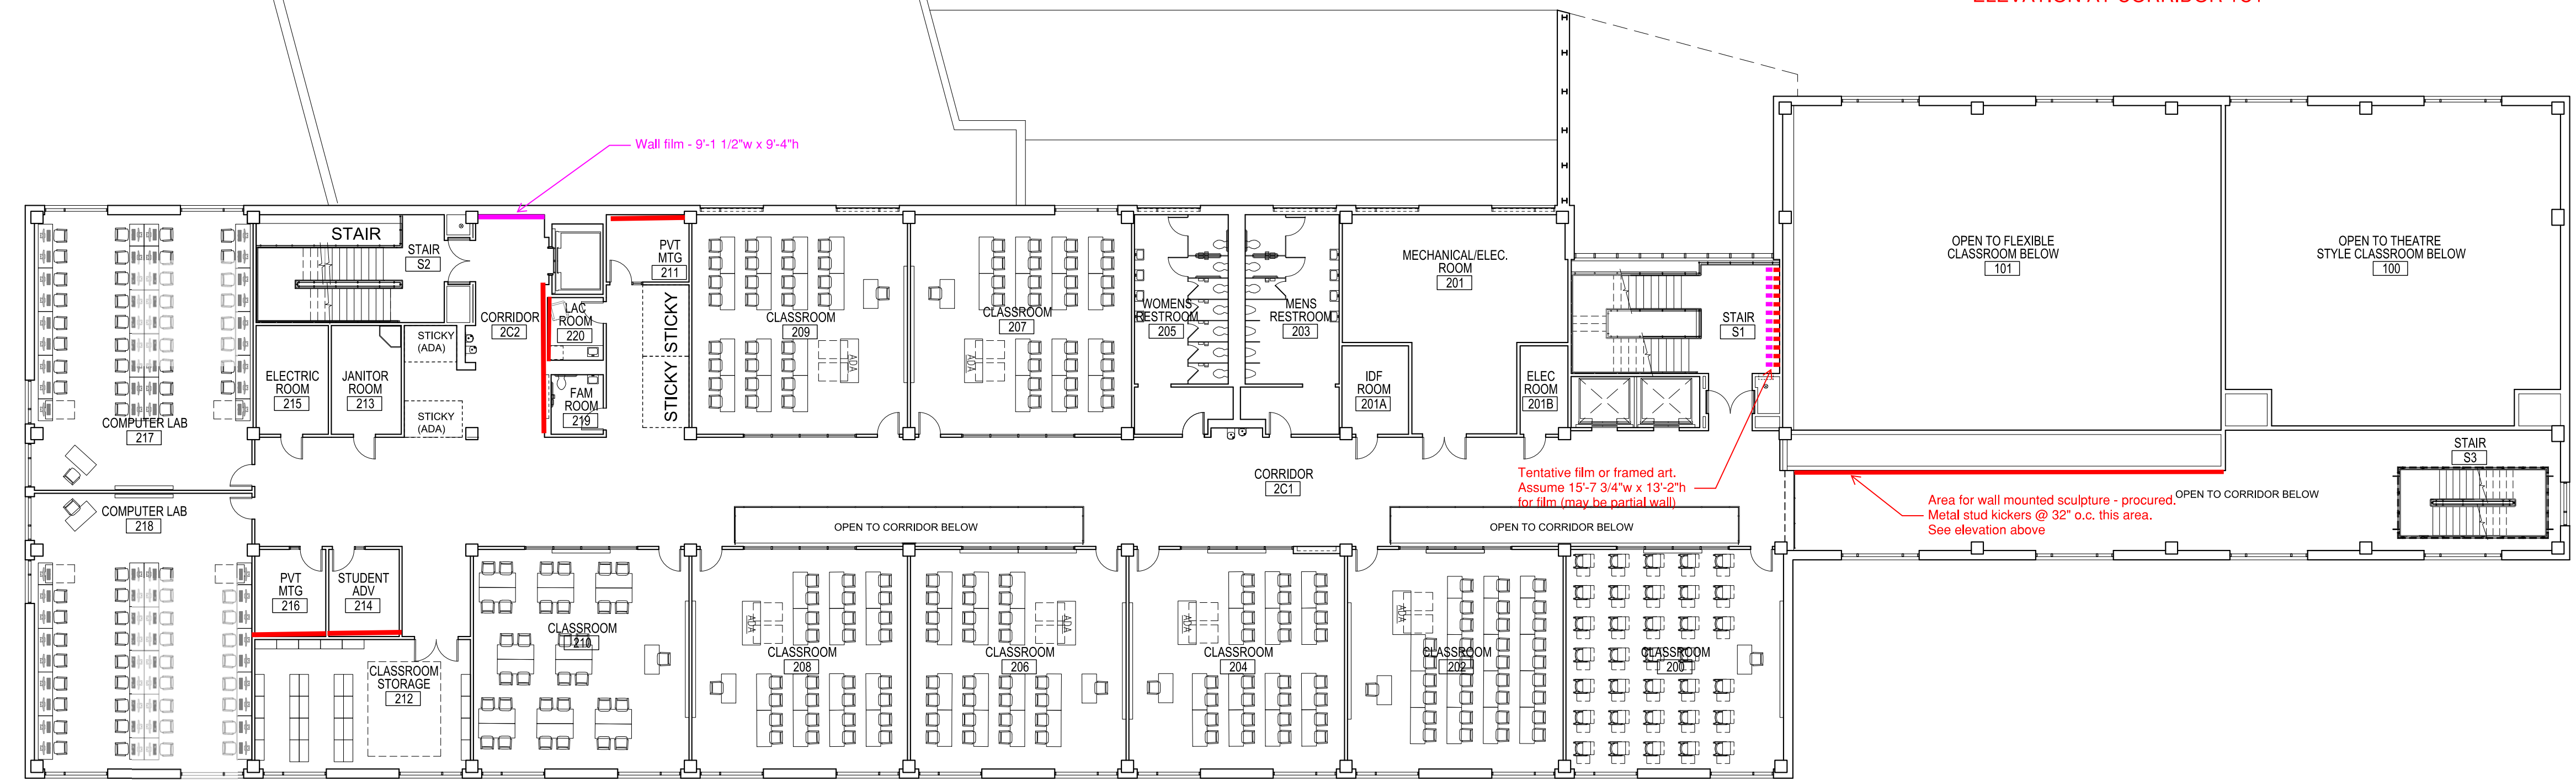 Wall film - 9'-1 1/2"w x 9'-4"h
STAIR
STAIR
S2
CORRIDOR
2C2
PVT
MTG
211
LAC
ROOM
220
FAM
ROOM
219
STICKY
STICKY
STICKY
(ADA)
STICKY
(ADA)
ELECTRIC
ROOM
215
JANITOR
ROOM
213
COMPUTER LAB
217
COMPUTER LAB
218
CLASSROOM
209
ADA
CLASSROOM
207
ADA
WOMENS
RESTROOM
205
MENS
RESTROOM
203
MECHANICAL/ELEC.
ROOM
201
IDF
ROOM
201A
ELEC
ROOM
201B
STAIR
S1
OPEN TO FLEXIBLE
CLASSROOM BELOW
101
OPEN TO THEATRE
STYLE CLASSROOM BELOW
100
STAIR
S3
CORRIDOR
2C1
Tentative film or framed art.
Assume 15'-7 3/4"w x 13'-2"h
for film (may be partial wall)
Area for wall mounted sculpture - procured.
Metal stud kickers @ 32" o.c. this area.
See elevation above
OPEN TO CORRIDOR BELOW
OPEN TO CORRIDOR BELOW
OPEN TO CORRIDOR BELOW
PVT
MTG
216
STUDENT
ADV
214
CLASSROOM
STORAGE
212
CLASSROOM
210
ADA
CLASSROOM
208
ADA
CLASSROOM
206
ADA
CLASSROOM
204
ADA
CLASSROOM
202
CLASSROOM
200